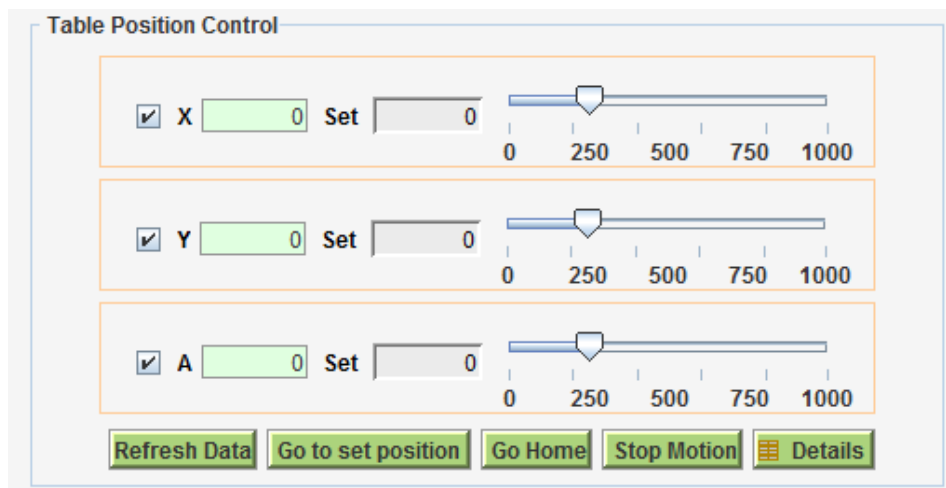 Table Position Control
X 0 Set 0
0 250 500 750 1000
Y 0 Set 0
0 250 500 750 1000
A 0 Set 0
0 250 500 750 1000
Refresh Data Go to set position Go Home Stop Motion Details